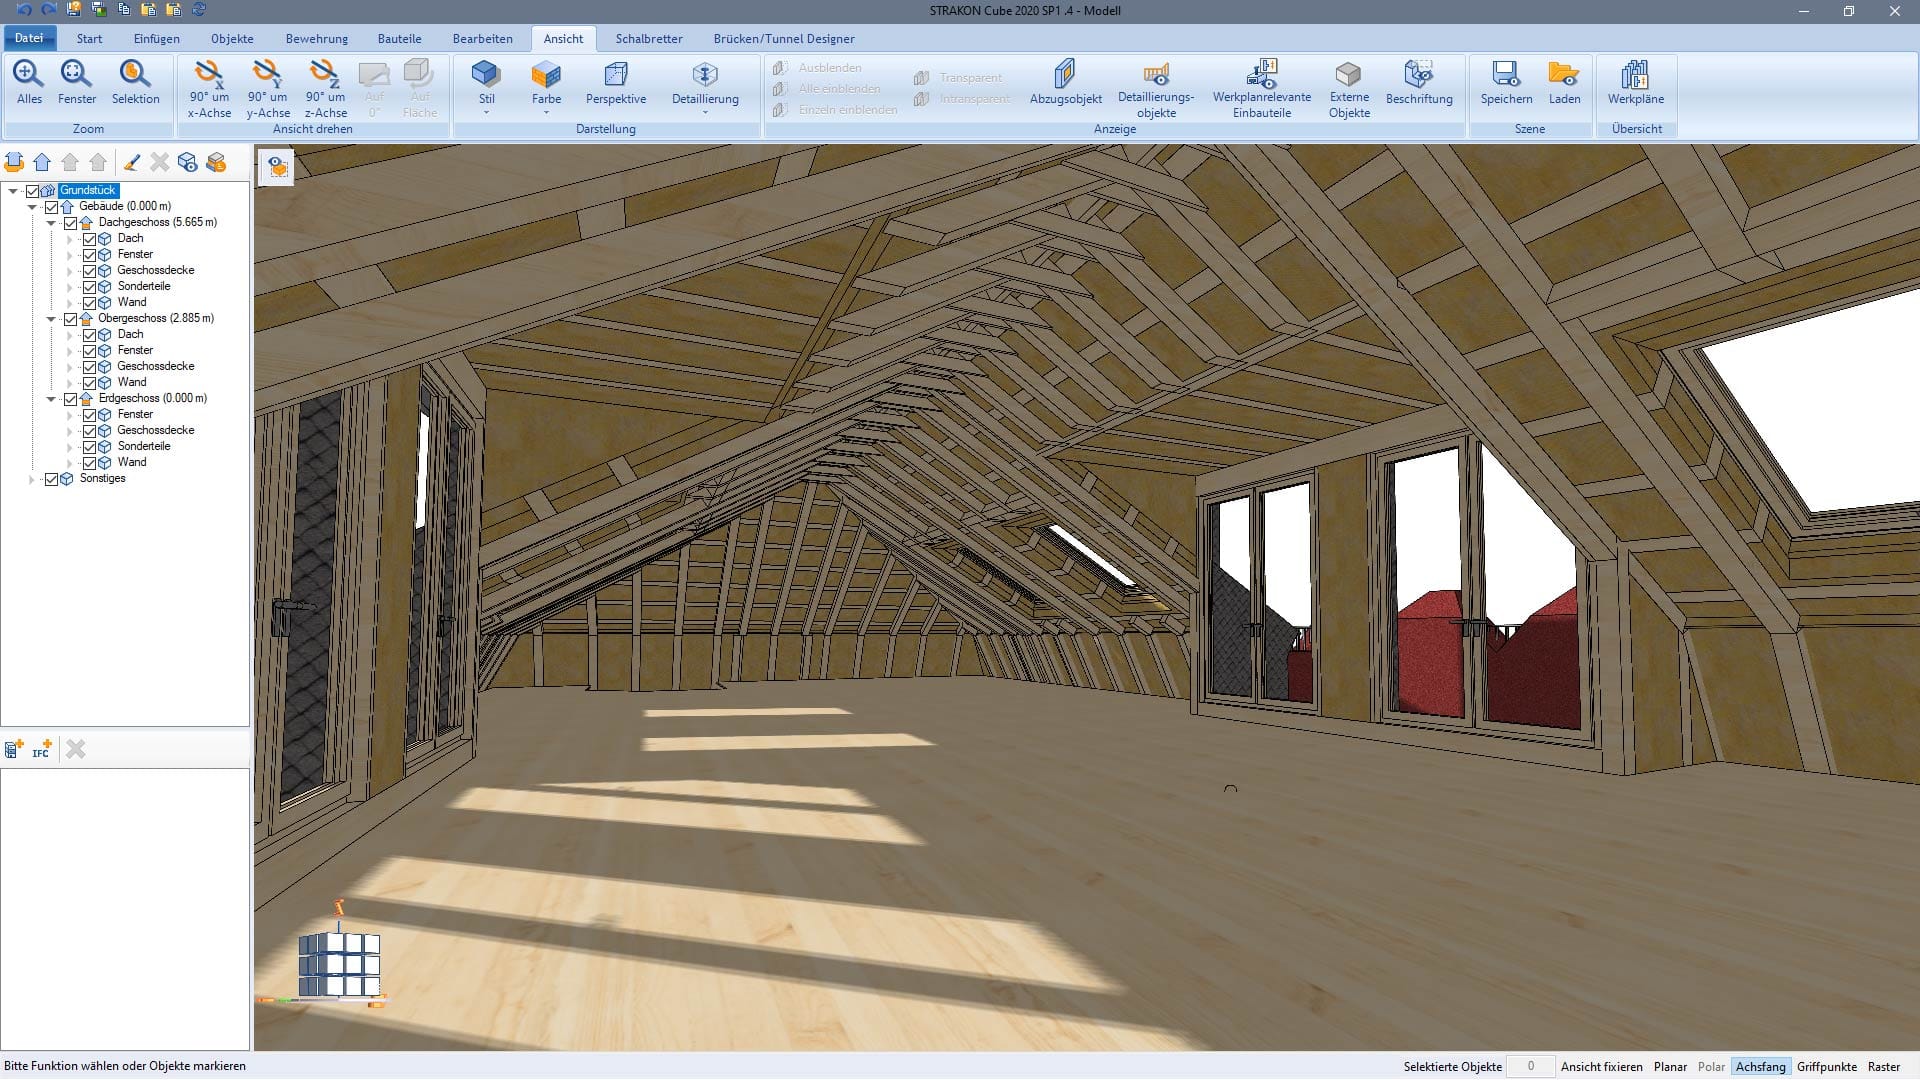 STRAKON Cube 2020 SP1 .4 - Modell
Datei Start Einfügen Objekte Bewehrung Bauteile Bearbeiten Ansicht Schalbretter Brücken/Tunnel Designer
Alles Fenster Selektion
Zoom
90° um x-Achse
90° um y-Achse
90° um z-Achse
Auf 0°
Auf Fläche
Ansicht drehen
Stil Farbe Perspektive Detaillierung
Darstellung
Ausblenden
Alle einblenden
Einzeln einblenden
Transparent
Intransparent
Abzugsobjekt
Detaillierungs-
objekte
Werkplanrelevante
Einbauteile
Externe
Objekte
Beschriftung
Anzeige
Speichern Laden
Szene
Werkpläne
Übersicht
Grundstück
Gebäude (0.000 m)
Dachgeschoss (5.665 m)
Dach
Fenster
Geschossdecke
Sonderteile
Wand
Obergeschoss (2.885 m)
Dach
Fenster
Geschossdecke
Wand
Erdgeschoss (0.000 m)
Fenster
Geschossdecke
Sonderteile
Wand
Sonstiges
IFC
Bitte Funktion wählen oder Objekte markieren
Selektierte Objekte 0 Ansicht fixieren Planar Polar Achsfang Griffpunkte Raster